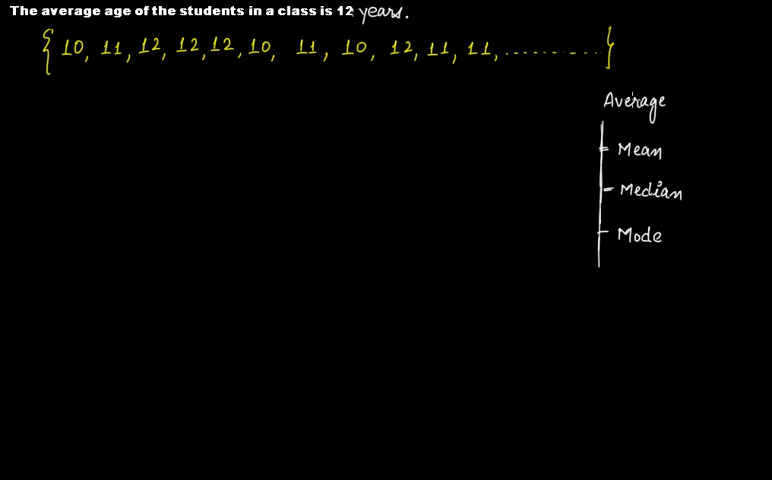 The average age of the students in a class is 12 years.
{ 10, 11, 12, 12, 12, 10, 11, 10, 12, 11, 11, ........... }
Average
- Mean
- Median
- Mode